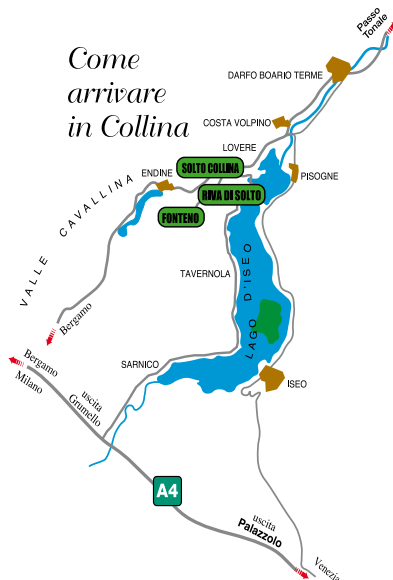 Passo
Tonale
Come
arrivare
in Collina
DARFO BOARIO TERME
COSTA VOLPINO
LOVERE
SOLTO COLLINA
PISOGNE
ENDINE
RIVA DI SOLTO
FONTENO
VALLE CAVALLINA
TAVERNOLA
LAGO D'ISEO
Bergamo
SARNICO
Bergamo
Milano
uscita
Grumello
ISEO
A4
uscita
Palazzolo
Venezia